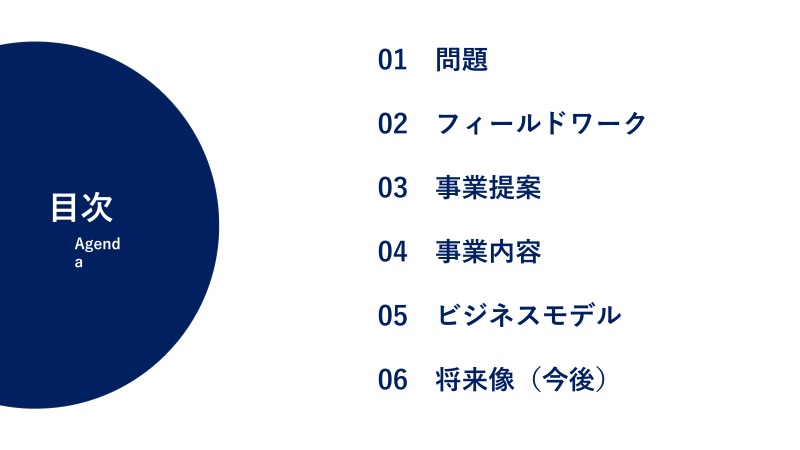 目次
Agend
a
01 問題
02 フィールドワーク
03 事業提案
04 事業内容
05 ビジネスモデル
06 将来像（今後）